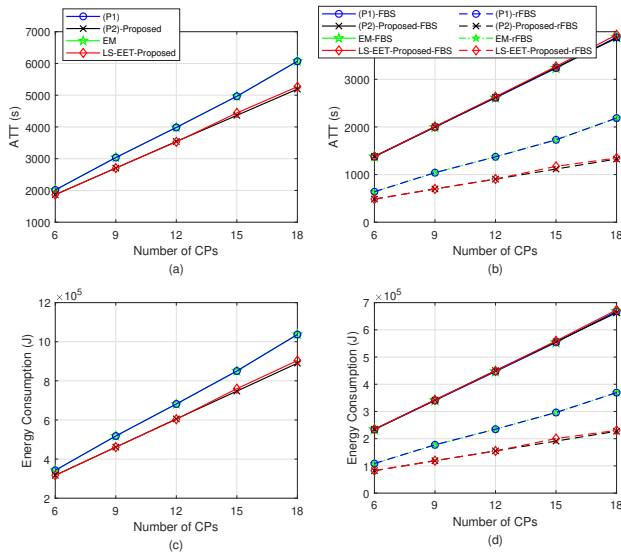 (P1)
(P2)-Proposed
EM
LS-EET-Proposed
7000
6000
5000
4000
3000
2000
1000
ATT (s)
6 9 12 15 18
Number of CPs
(a)
(P1)-FBS (P1)-rFBS
(P2)-Proposed-FBS (P2)-Proposed-rFBS
EM-FBS EM-rFBS
LS-EET-Proposed-FBS LS-EET-Proposed-rFBS
3000
2000
1000
0
ATT (s)
6 9 12 15 18
Number of CPs
(b)
× 10⁵
12
10
8
6
4
2
Energy Consumption (J)
6 9 12 15 18
Number of CPs
(c)
× 10⁵
7
6
5
4
3
2
1
0
Energy Consumption (J)
6 9 12 15 18
Number of CPs
(d)